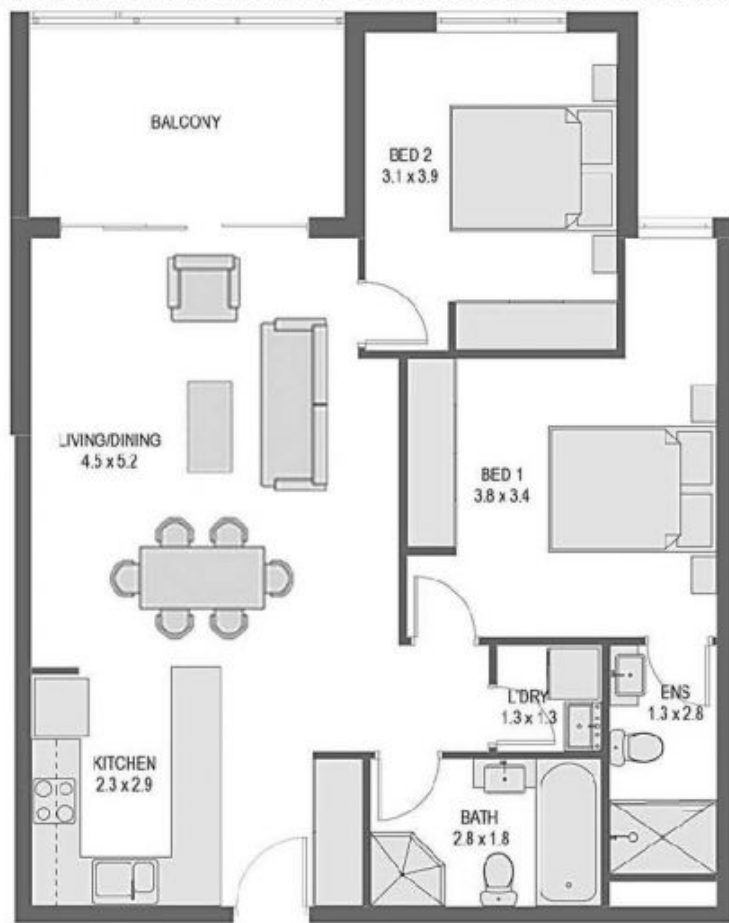 BALCONY
BED 2
3.1 x 3.9
LIVING/DINING
4.5 x 5.2
BED 1
3.8 x 3.4
L'DRY
1.3 x 1.3
ENS
1.3 x 2.8
KITCHEN
2.3 x 2.9
BATH
2.8 x 1.8